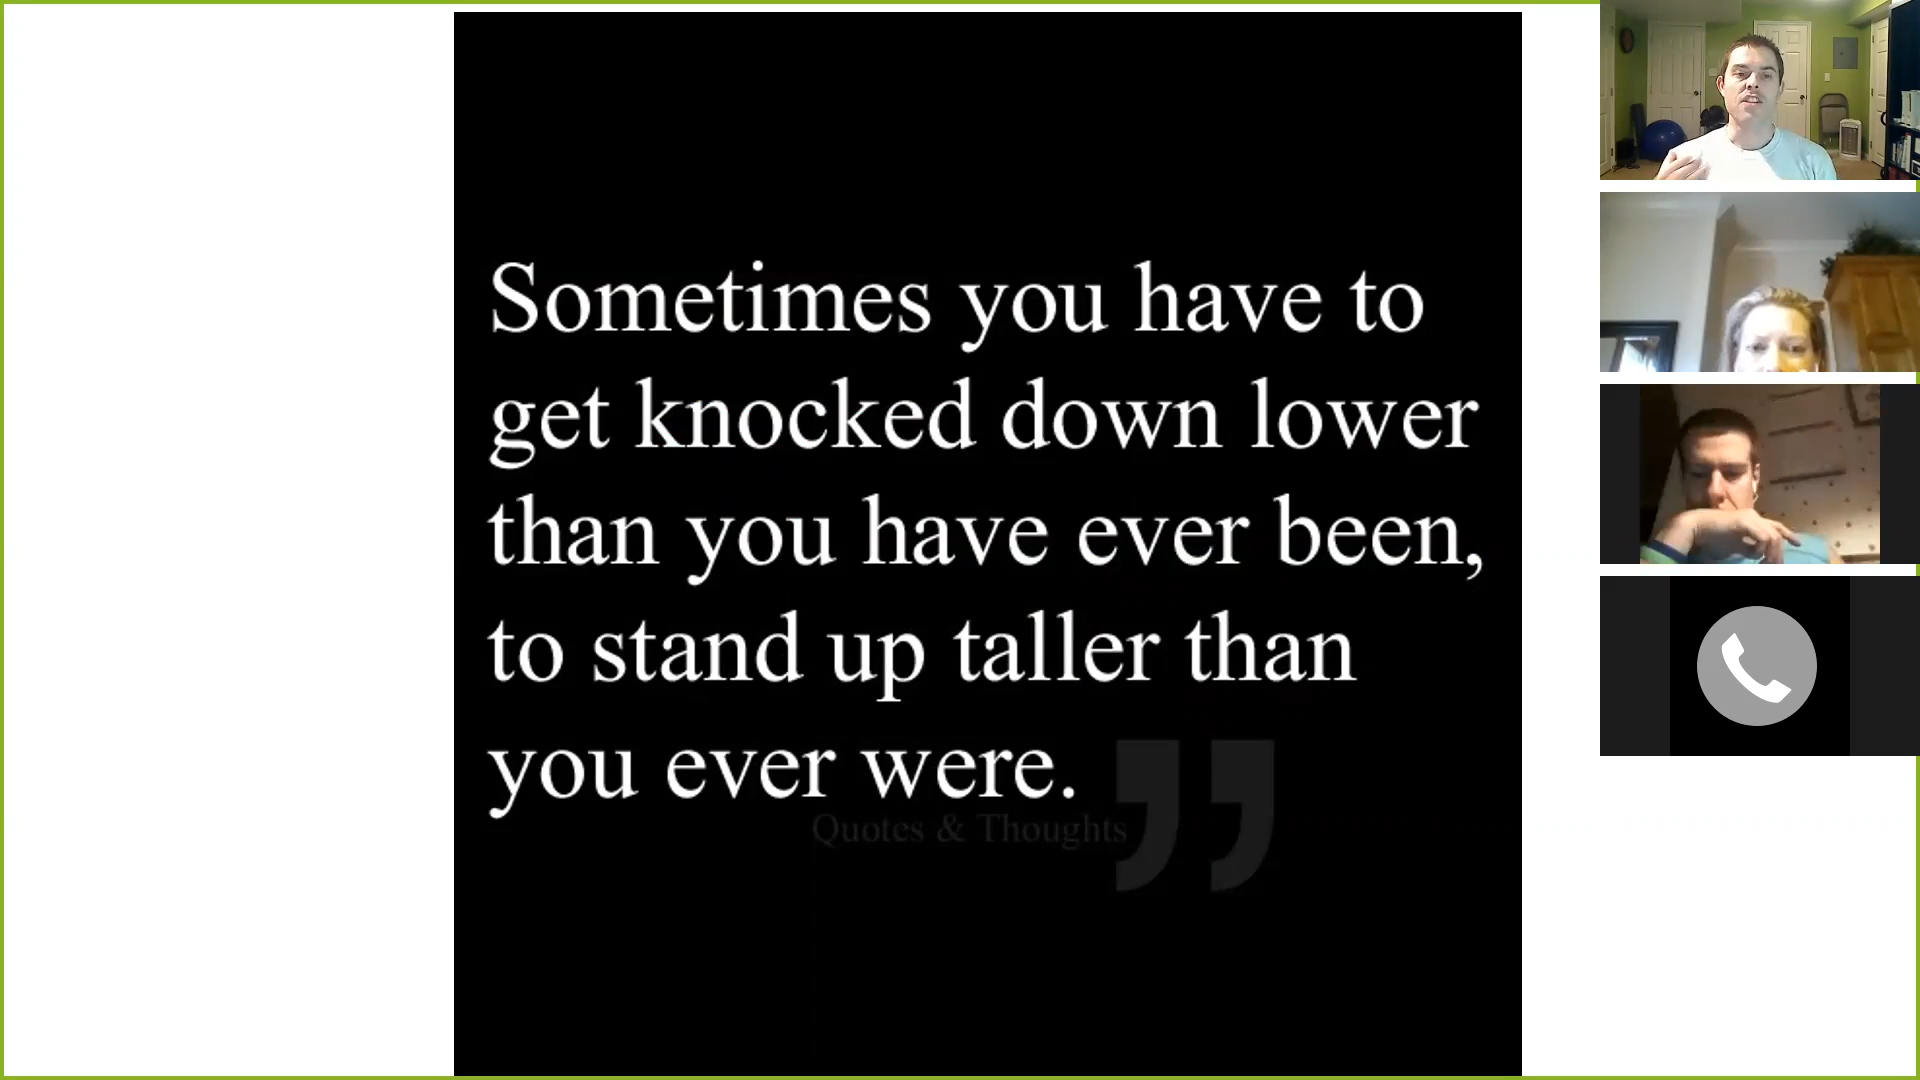 Sometimes you have to
get knocked down lower
than you have ever been,
to stand up taller than
you ever were.
Quotes & Thoughts
”